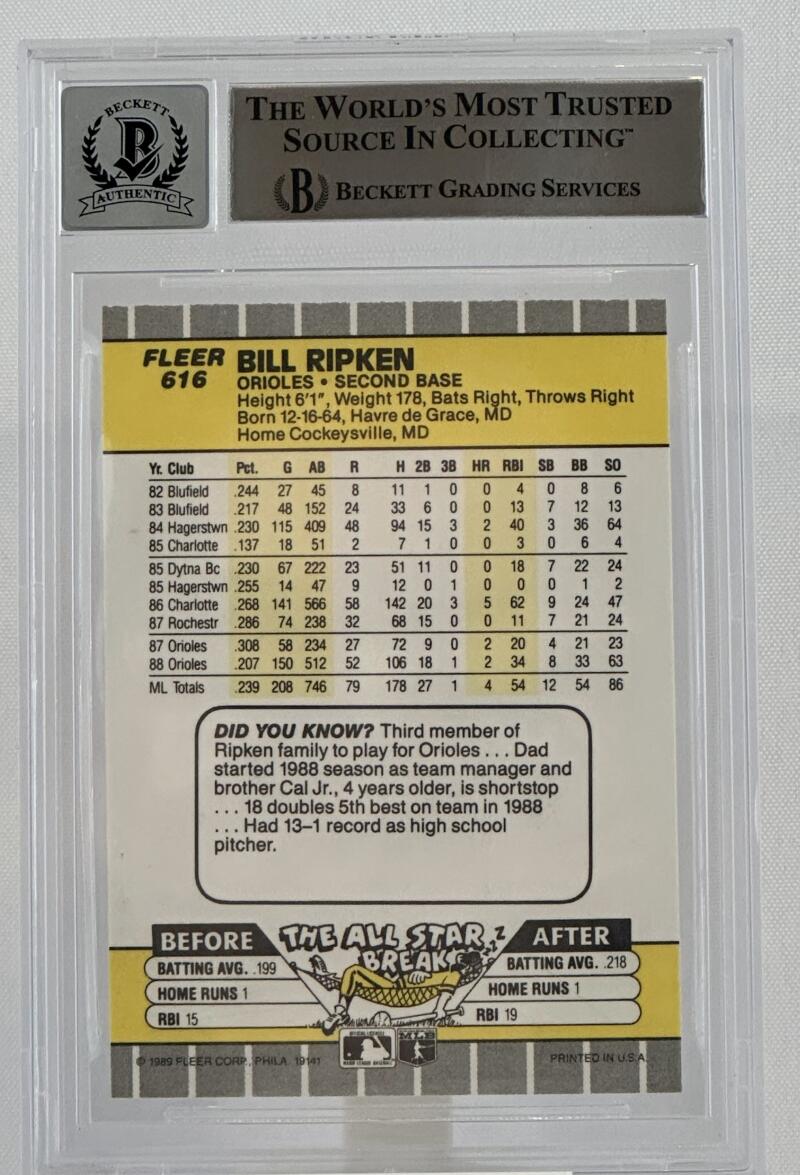 BECKETT
B
AUTHENTIC
THE WORLD'S MOST TRUSTED
SOURCE IN COLLECTING™
B BECKETT GRADING SERVICES
FLEER
616
BILL RIPKEN
ORIOLES • SECOND BASE
Height 6'1", Weight 178, Bats Right, Throws Right
Born 12-16-64, Havre de Grace, MD
Home Cockeysville, MD
Yr. Club Pct. G AB R H 2B 3B HR RBI SB BB SO
82 Blufield .244 27 45 8 11 1 0 0 4 0 8 6
83 Blufield .217 48 152 24 33 6 0 0 13 7 12 13
84 Hagerstwn .230 115 409 48 94 15 3 2 40 3 36 64
85 Charlotte .137 18 51 2 7 1 0 0 3 0 6 4
85 Dytna Bc .230 67 222 23 51 11 0 0 18 7 22 24
85 Hagerstwn .255 14 47 9 12 0 1 0 0 0 1 2
86 Charlotte .268 141 566 58 142 20 3 5 62 9 24 47
87 Rochestr .286 74 238 32 68 15 0 0 11 7 21 24
87 Orioles .308 58 234 27 72 9 0 2 20 4 21 23
88 Orioles .207 150 512 52 106 18 1 2 34 8 33 63
ML Totals .239 208 746 79 178 27 1 4 54 12 54 86
DID YOU KNOW? Third member of
Ripken family to play for Orioles . . . Dad
started 1988 season as team manager and
brother Cal Jr., 4 years older, is shortstop
. . . 18 doubles 5th best on team in 1988
. . . Had 13–1 record as high school
pitcher.
BEFORE
BATTING AVG. .199
HOME RUNS 1
RBI 15
THE ALL STAR
BREAK
ZZZ
AFTER
BATTING AVG. .218
HOME RUNS 1
RBI 19
MLB
© 1989 FLEER CORP., PHILA. 19141
PRINTED IN U.S.A.